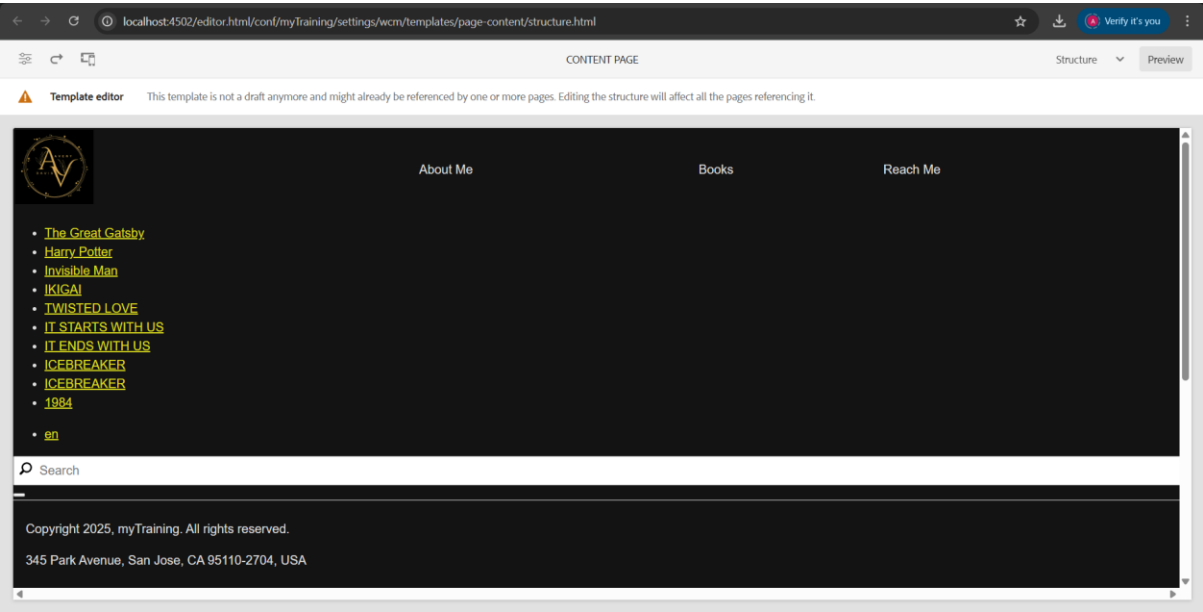 localhost:4502/editor.html/conf/myTraining/settings/wcm/templates/page-content/structure.html
A Verify it's you
CONTENT PAGE
Structure
Preview
Template editor This template is not a draft anymore and might already be referenced by one or more pages. Editing the structure will affect all the pages referencing it.
AV
About Me Books Reach Me
• The Great Gatsby
• Harry Potter
• Invisible Man
• IKIGAI
• TWISTED LOVE
• IT STARTS WITH US
• IT ENDS WITH US
• ICEBREAKER
• ICEBREAKER
• 1984
• en
Search
Copyright 2025, myTraining. All rights reserved.
345 Park Avenue, San Jose, CA 95110-2704, USA